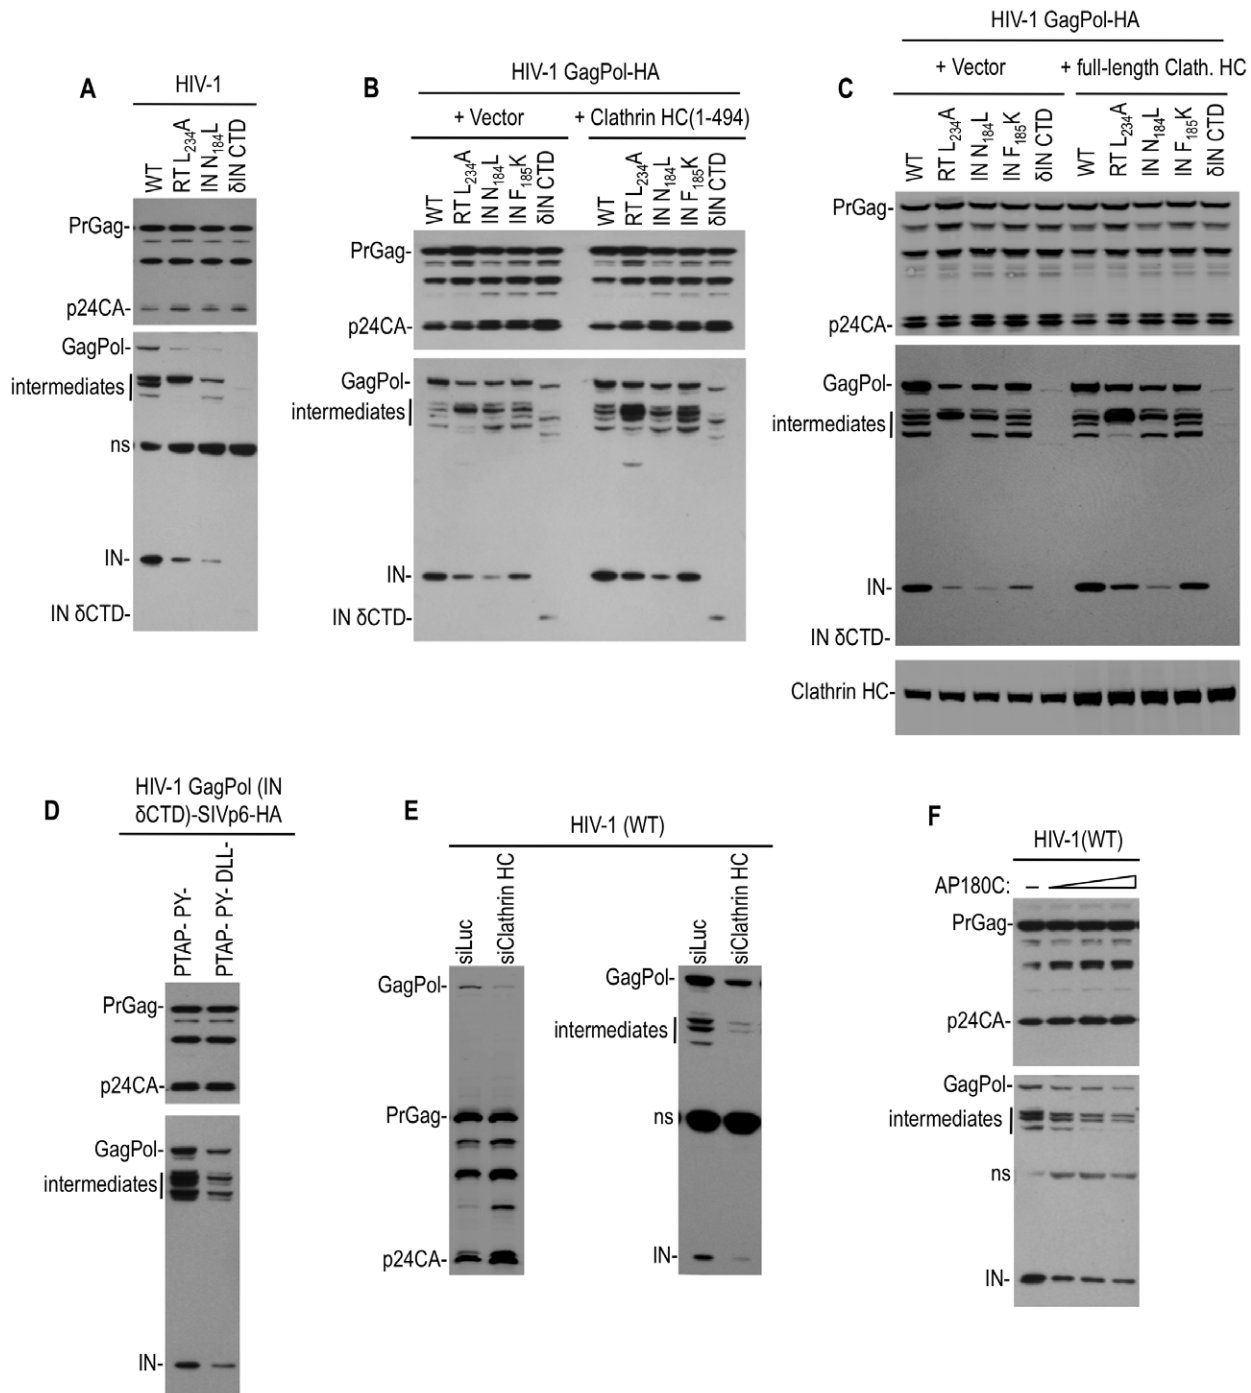 A
HIV-1
WT
RT L234A
IN N184L
δIN CTD
PrGag-
p24CA-
GagPol-
intermediates
ns
IN-
IN δCTD-
B
HIV-1 GagPol-HA
+ Vector
+ Clathrin HC(1-494)
WT
RT L234A
IN N184L
IN F185K
δIN CTD
WT
RT L234A
IN N184L
IN F185K
δIN CTD
PrGag-
p24CA-
GagPol-
intermediates
IN-
IN δCTD-
HIV-1 GagPol-HA
C
+ Vector
+ full-length Clath. HC
WT
RT L234A
IN N184L
IN F185K
δIN CTD
WT
RT L234A
IN N184L
IN F185K
δIN CTD
PrGag-
p24CA-
GagPol-
intermediates
IN-
IN δCTD-
Clathrin HC-
D
HIV-1 GagPol (IN
δCTD)-SIVp6-HA
PTAP- PY-
PTAP- PY- DLL-
PrGag-
p24CA-
GagPol-
intermediates
IN-
E
HIV-1 (WT)
siLuc
siClathrin HC
GagPol-
PrGag-
p24CA-
siLuc
siClathrin HC
GagPol-
intermediates
ns
IN-
F
HIV-1(WT)
AP180C:
–
PrGag-
p24CA-
GagPol-
intermediates
ns
IN-